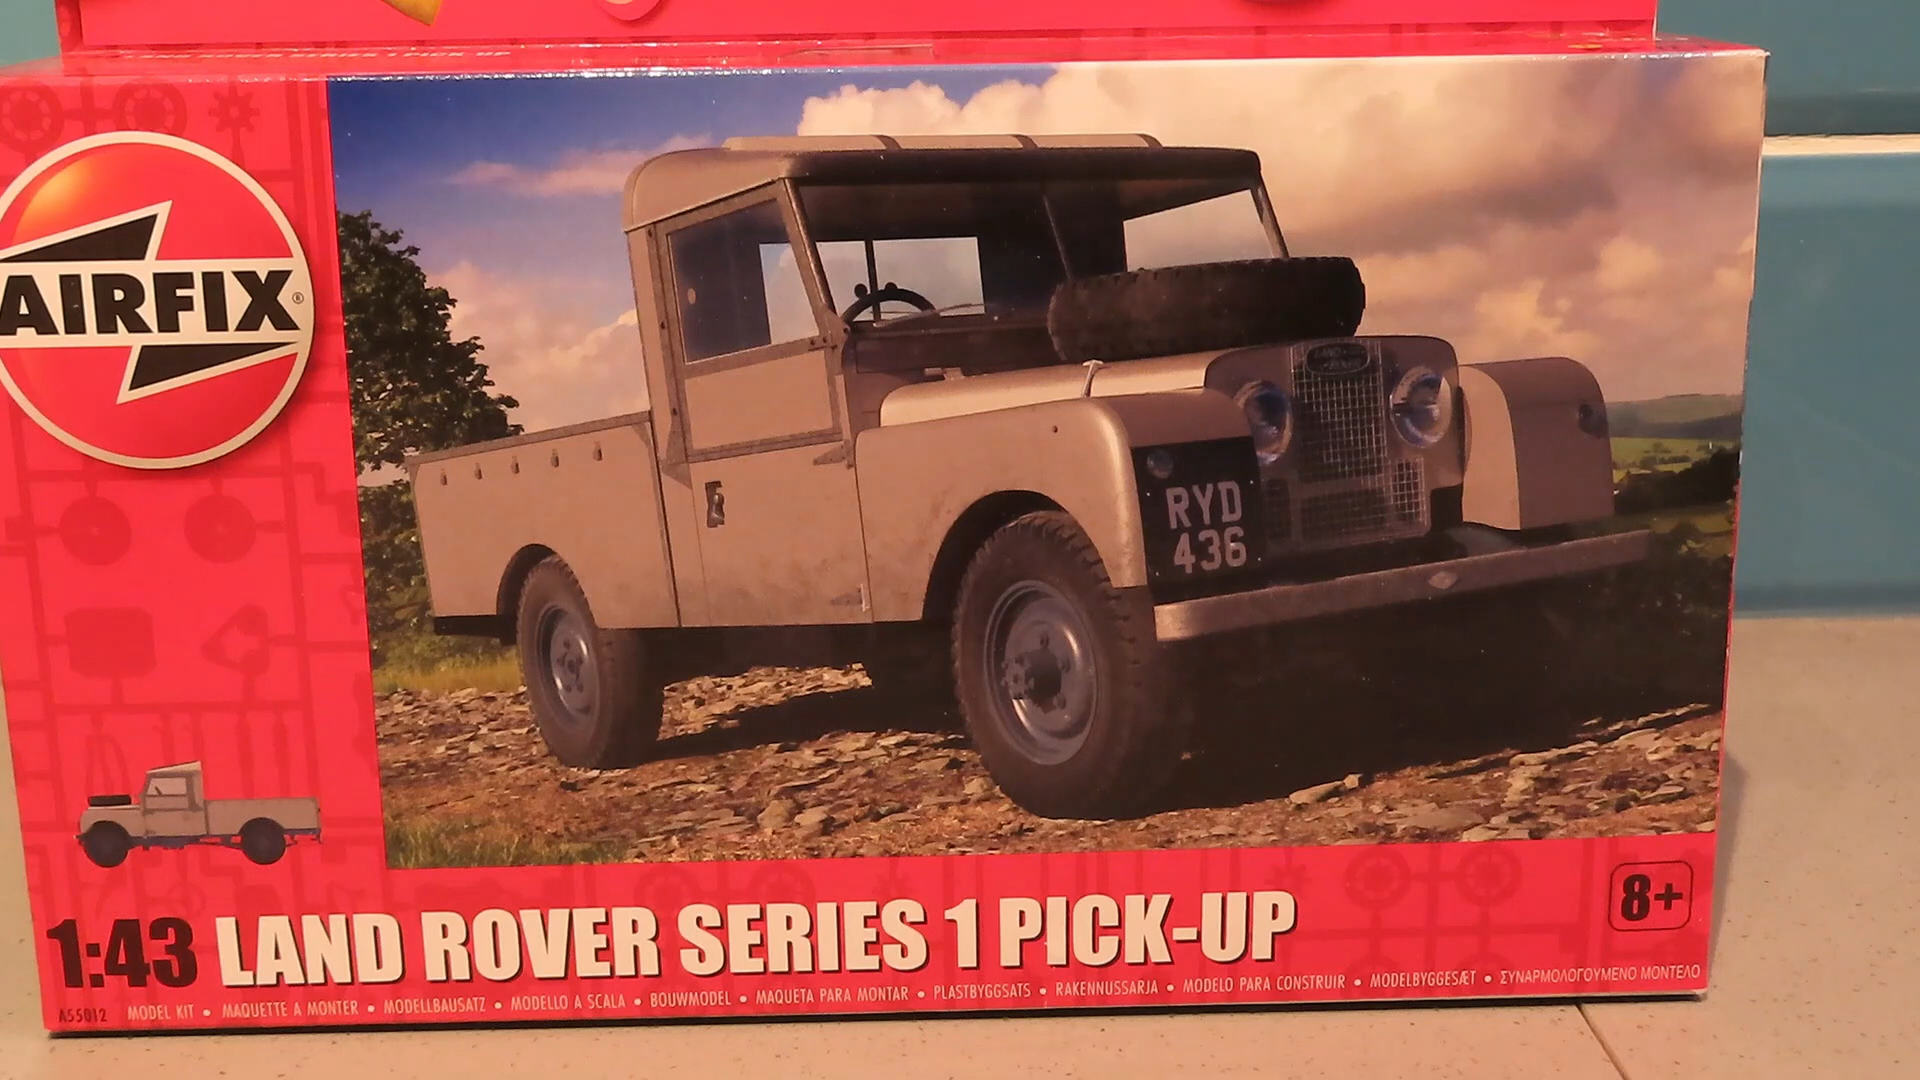 AIRFIX®
RYD
436
8+
1:43 LAND ROVER SERIES 1 PICK-UP
A55012 MODEL KIT • MAQUETTE A MONTER • MODELLBAUSATZ • MODELLO A SCALA • BOUWMODEL • MAQUETA PARA MONTAR • PLASTBYGGSATS • RAKENNUSSARJA • MODELO PARA CONSTRUIR • MODELBYGGESÆT • ΣΥΝΑΡΜΟΛΟΓΟΥΜΕΝΟ ΜΟΝΤΕΛΟ